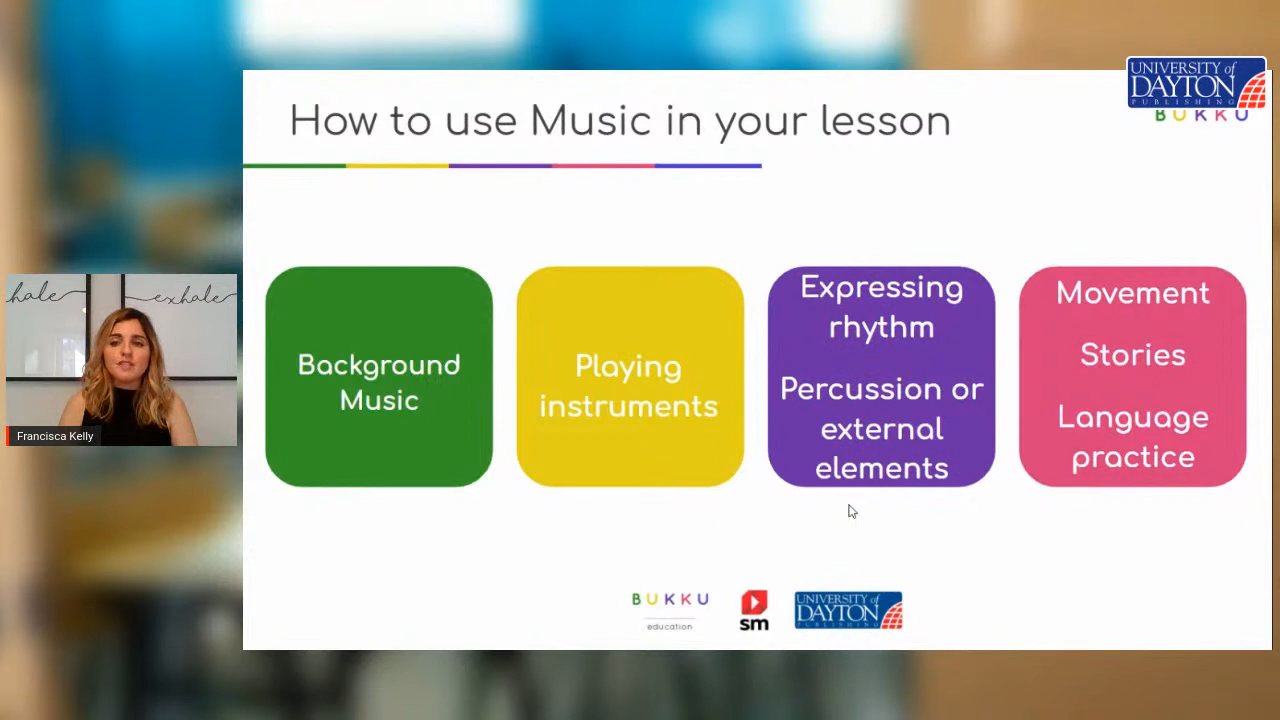 How to use Music in your lesson
UNIVERSITY of
DAYTON
PUBLISHING
BUKKU
hale
exhale
Francisca Kelly
Background
Music
Playing
instruments
Expressing
rhythm
Percussion or
external
elements
Movement
Stories
Language
practice
BUKKU
education
sm
UNIVERSITY of
DAYTON
PUBLISHING